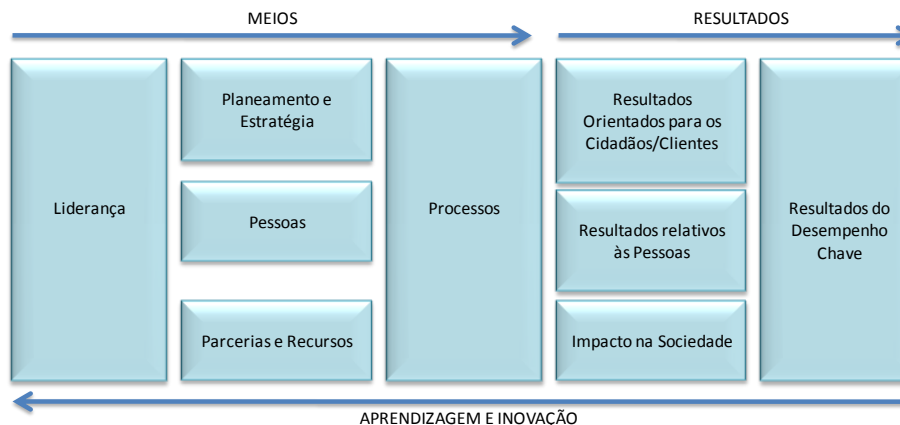 MEIOS
RESULTADOS
Liderança
Planeamento e
Estratégia
Pessoas
Parcerias e Recursos
Processos
Resultados
Orientados para os
Cidadãos/Clientes
Resultados relativos
às Pessoas
Impacto na Sociedade
Resultados do
Desempenho
Chave
APRENDIZAGEM E INOVAÇÃO